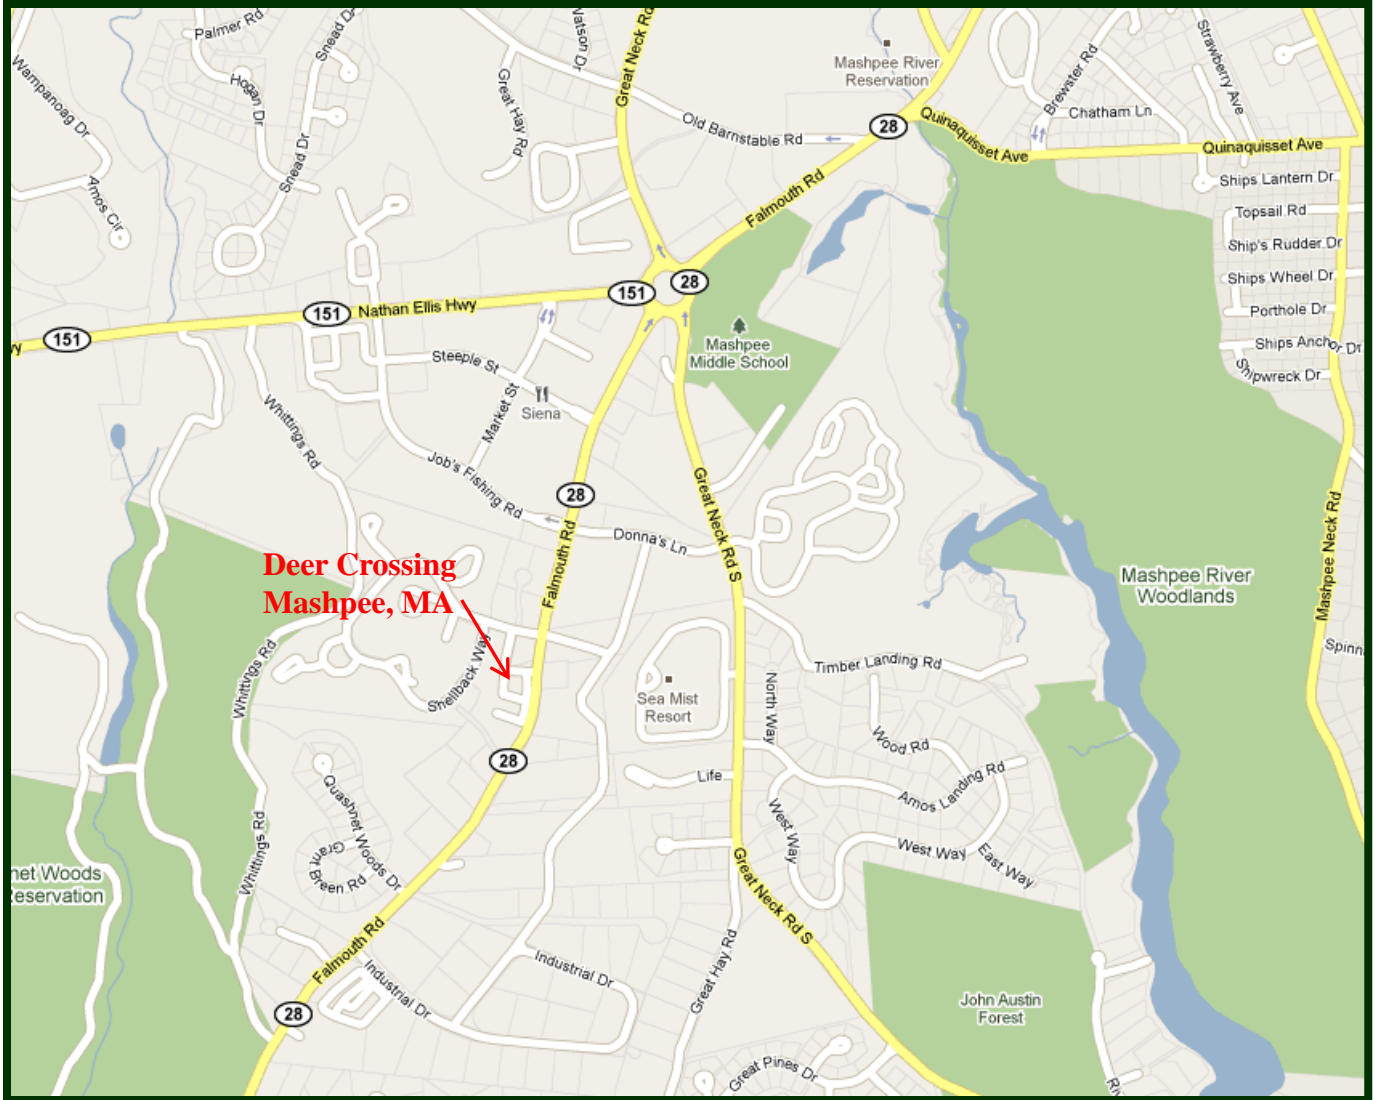 Palmer Rd
Snead Dr
Watson Dr
Great Neck Rd
Mashpee River
Reservation
Brewster Rd
Strawberry Ave
Wampanoag Dr
Hogan Dr
Great Hay Rd
Chatham Ln
Old Barnstable Rd
28
Quinaquisset Ave
Quinaquisset Ave
Snead Dr
Amos Cir
Falmouth Rd
Ships Lantern Dr
Topsail Rd
Ship's Rudder Dr
Ships Wheel Dr
151
28
151
Nathan Ellis Hwy
Porthole Dr
151
wy
Mashpee
Middle School
Ships Anchor Dr
Shipwreck Dr
Steeple St
Market St
Siena
Whittings Rd
Job's Fishing Rd
28
Great Neck Rd S
Donna's Ln
Mashpee Neck Rd
Falmouth Rd
Deer Crossing
Mashpee, MA
Mashpee River
Woodlands
Whittings Rd
Shellback Way
Timber Landing Rd
Spinn
Sea Mist
Resort
North Way
Wood Rd
28
Life
Amos Landing Rd
Quashnet Woods Dr
Grant Breen Rd
Whittings Rd
West Way
West Way
East Way
net Woods
Reservation
Great Neck Rd S
Falmouth Rd
Industrial Dr
Industrial Dr
Great Hay Rd
28
John Austin
Forest
Great Pines Dr
Riv